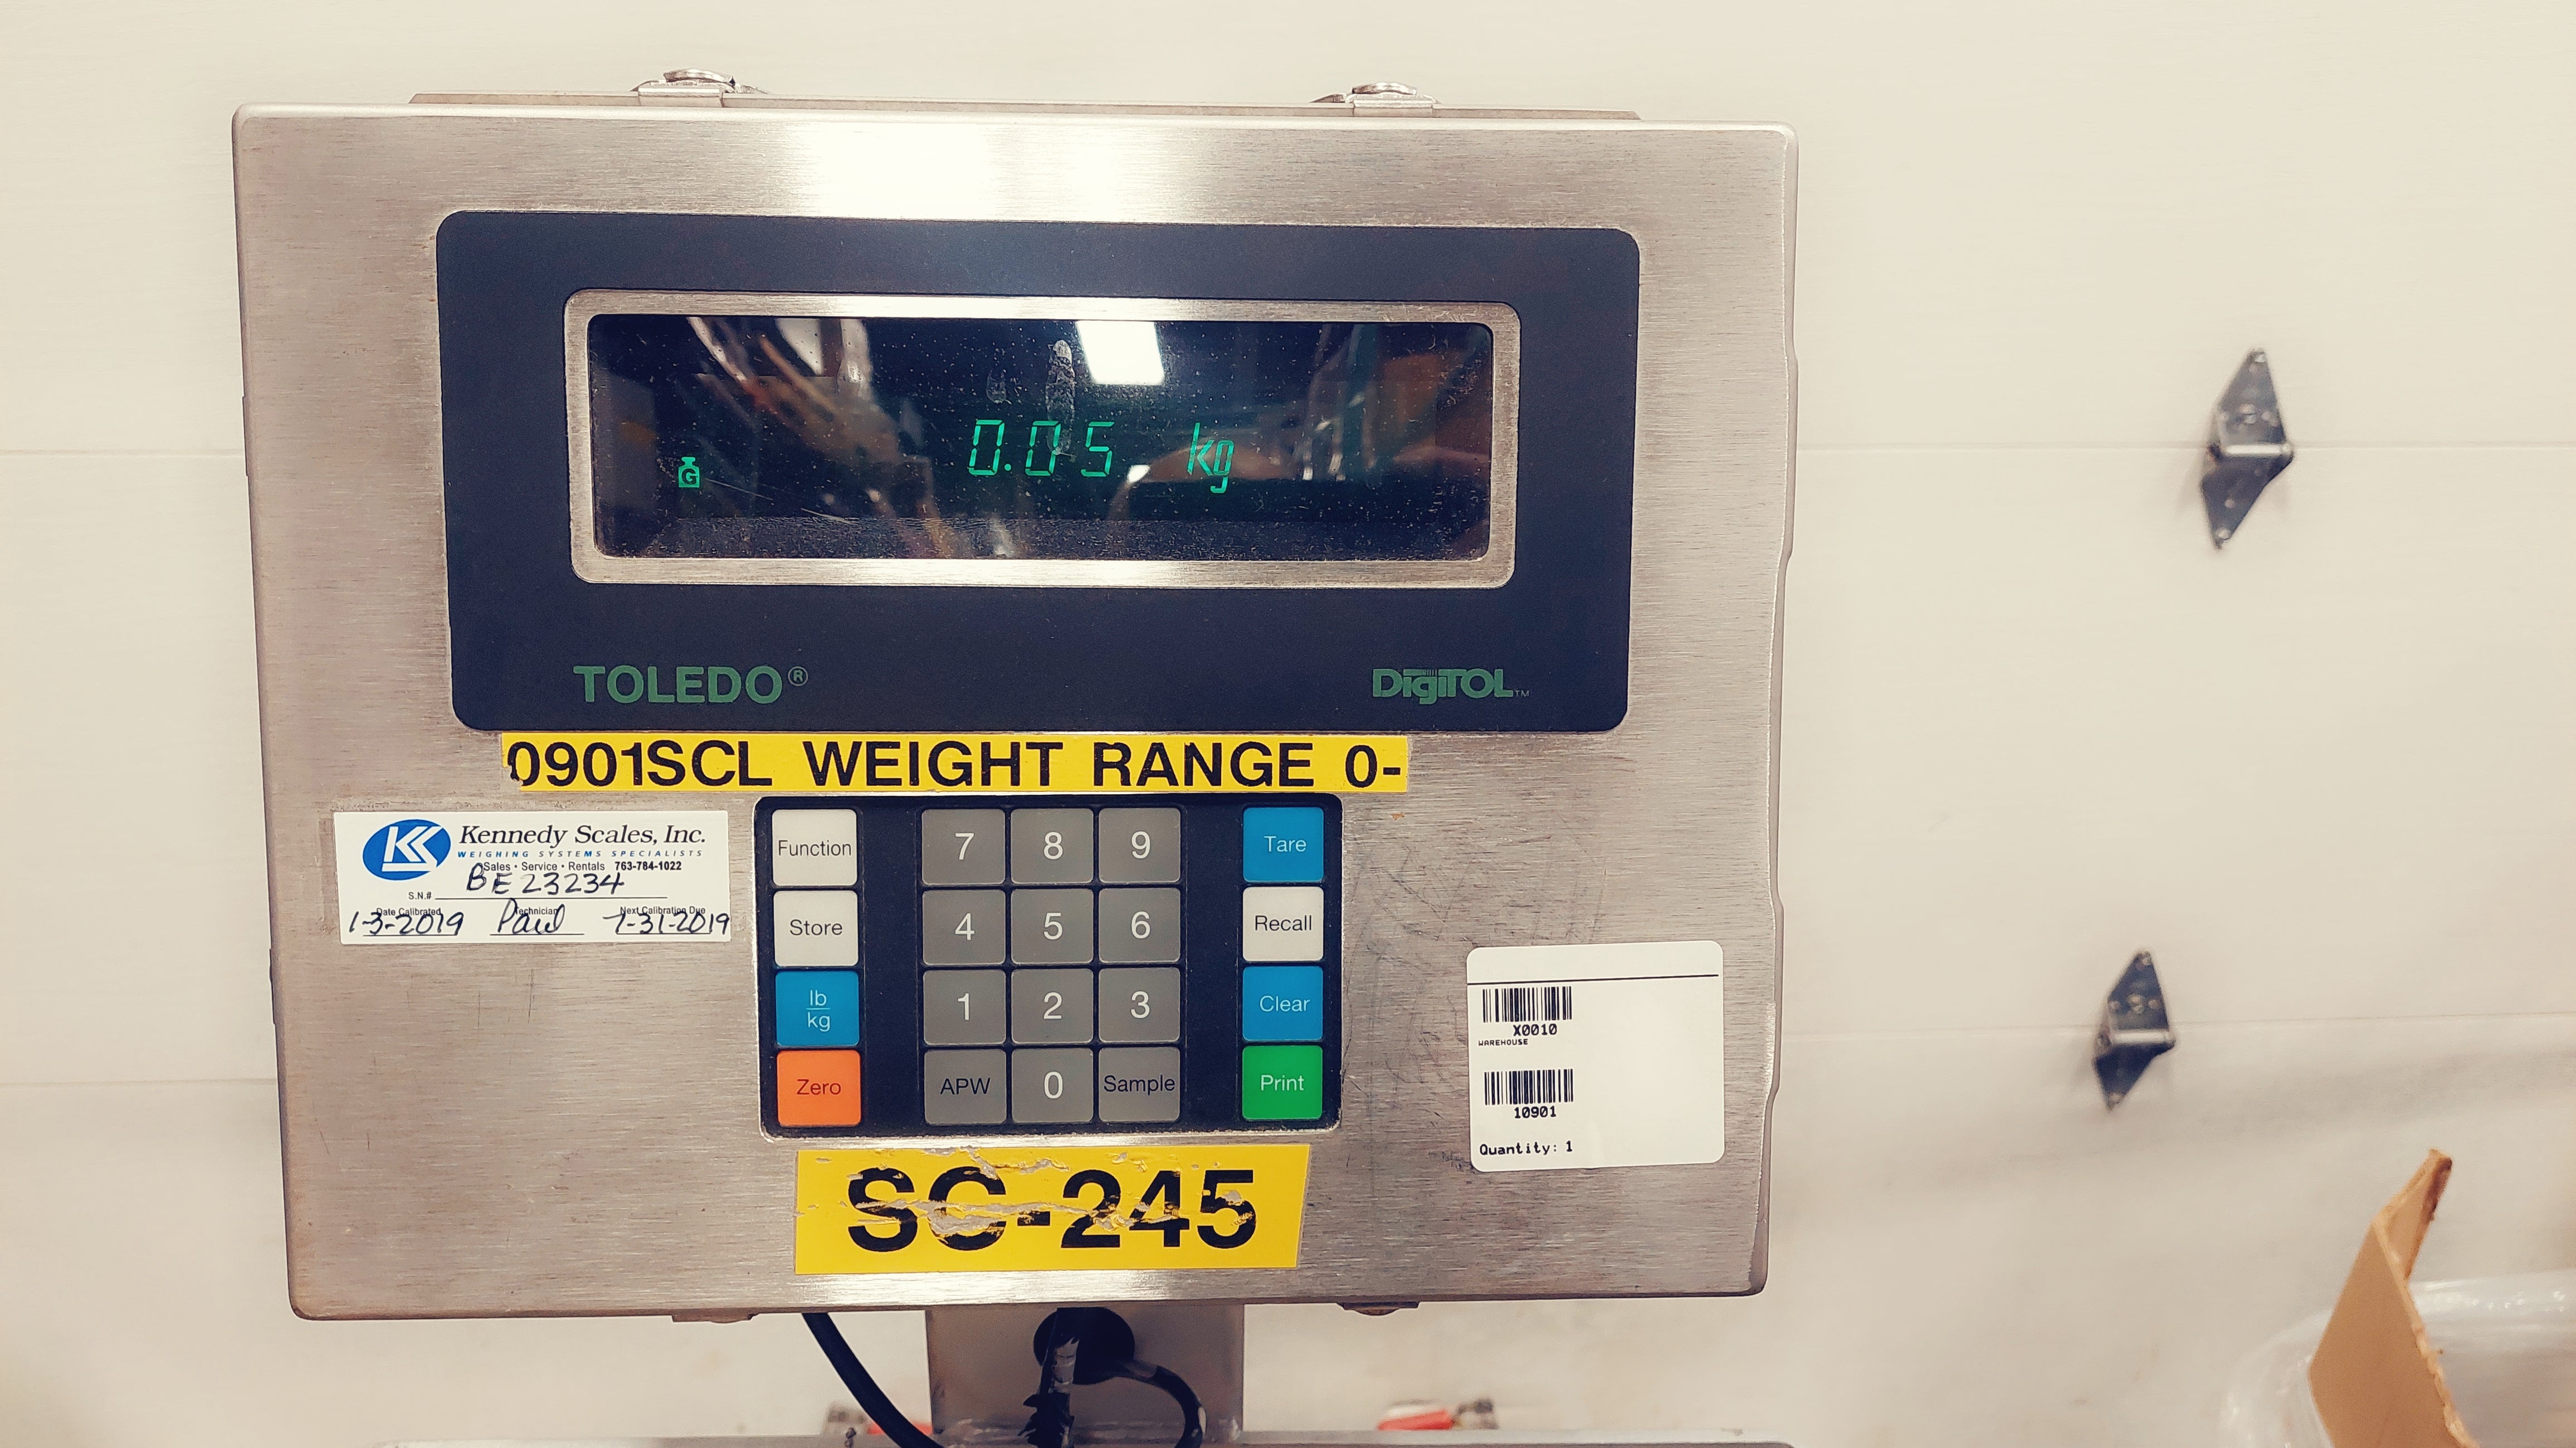 G
0.05 kg
TOLEDO®
DigiTOL™
0901SCL WEIGHT RANGE 0-
Kennedy Scales, Inc.
WEIGHING SYSTEMS SPECIALISTS
Sales • Service • Rentals 763-784-1022
S.N.# BE23234
Date Calibrated Technician Next Calibration Due
1-3-2019 Paul 7-31-2019
Function 7 8 9 Tare
Store 4 5 6 Recall
lb
kg
1 2 3 Clear
Zero APW 0 Sample Print
X0010
WAREHOUSE
10901
Quantity: 1
SC-245